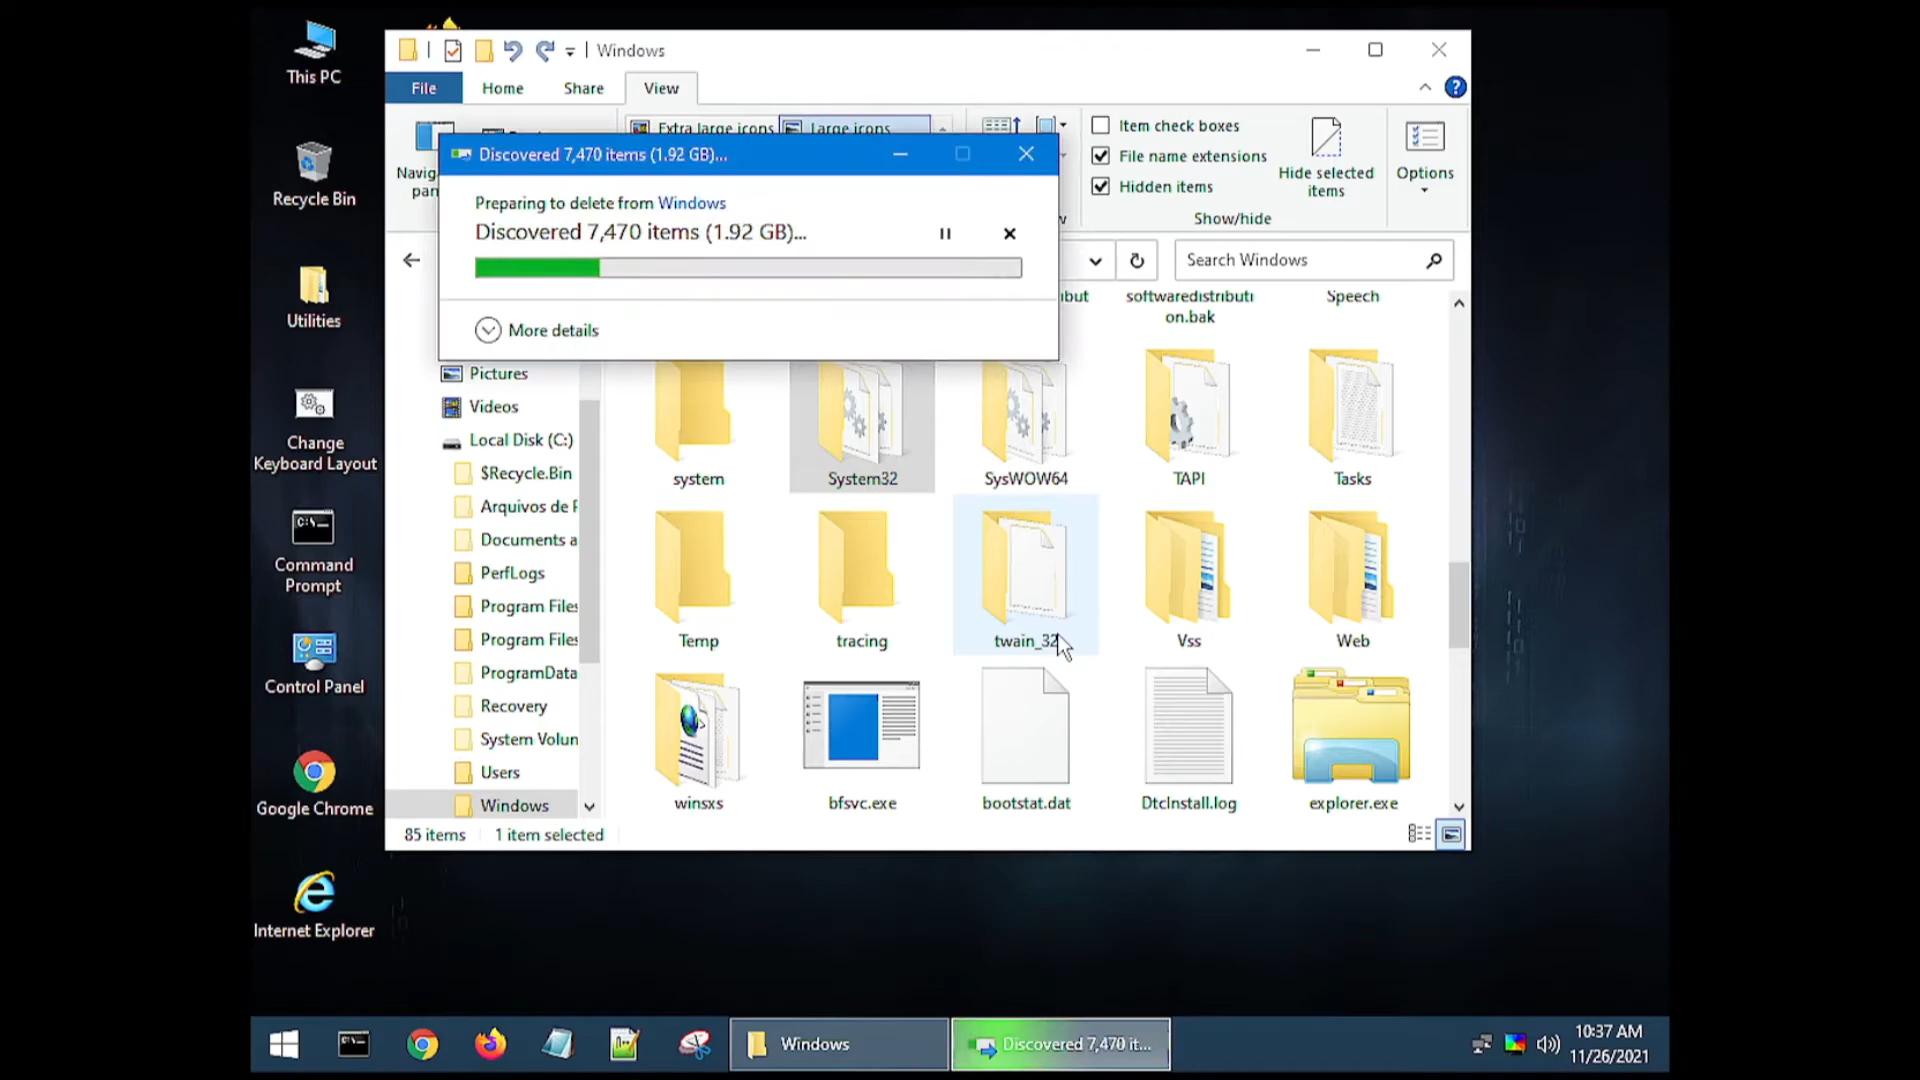 This PC
Recycle Bin
Utilities
Change
Keyboard Layout
Command
Prompt
Control Panel
Google Chrome
Internet Explorer
Windows
File
Home
Share
View
Extra large icons
Large icons
Item check boxes
File name extensions
Hidden items
Hide selected
items
Options
Show/hide
Navig
pan
Discovered 7,470 items (1.92 GB)...
Preparing to delete from Windows
Discovered 7,470 items (1.92 GB)...
More details
Search Windows
ibut
softwaredistributi
on.bak
Speech
Pictures
Videos
Local Disk (C:)
$Recycle.Bin
Arquivos de P
Documents a
PerfLogs
Program Files
Program Files
ProgramData
Recovery
System Volun
Users
Windows
system
System32
SysWOW64
TAPI
Tasks
Temp
tracing
twain_32
Vss
Web
winsxs
bfsvc.exe
bootstat.dat
DtcInstall.log
explorer.exe
85 items
1 item selected
Windows
Discovered 7,470 it...
10:37 AM
11/26/2021